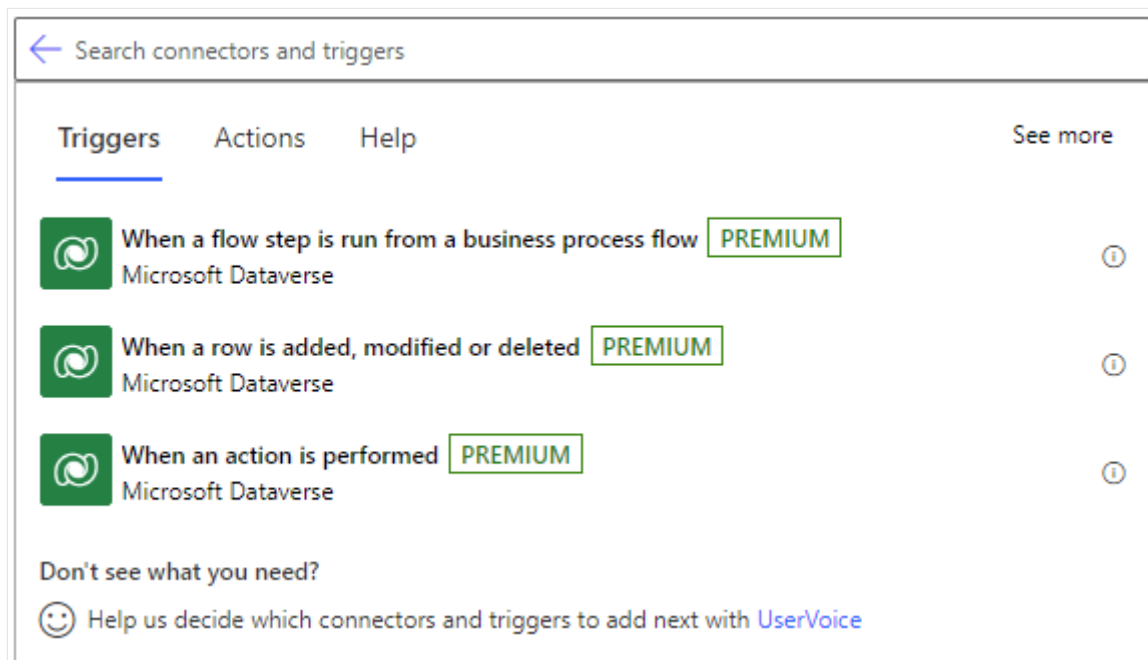 Search connectors and triggers
Triggers Actions Help See more
When a flow step is run from a business process flow PREMIUM
Microsoft Dataverse
When a row is added, modified or deleted PREMIUM
Microsoft Dataverse
When an action is performed PREMIUM
Microsoft Dataverse
Don't see what you need?
Help us decide which connectors and triggers to add next with UserVoice